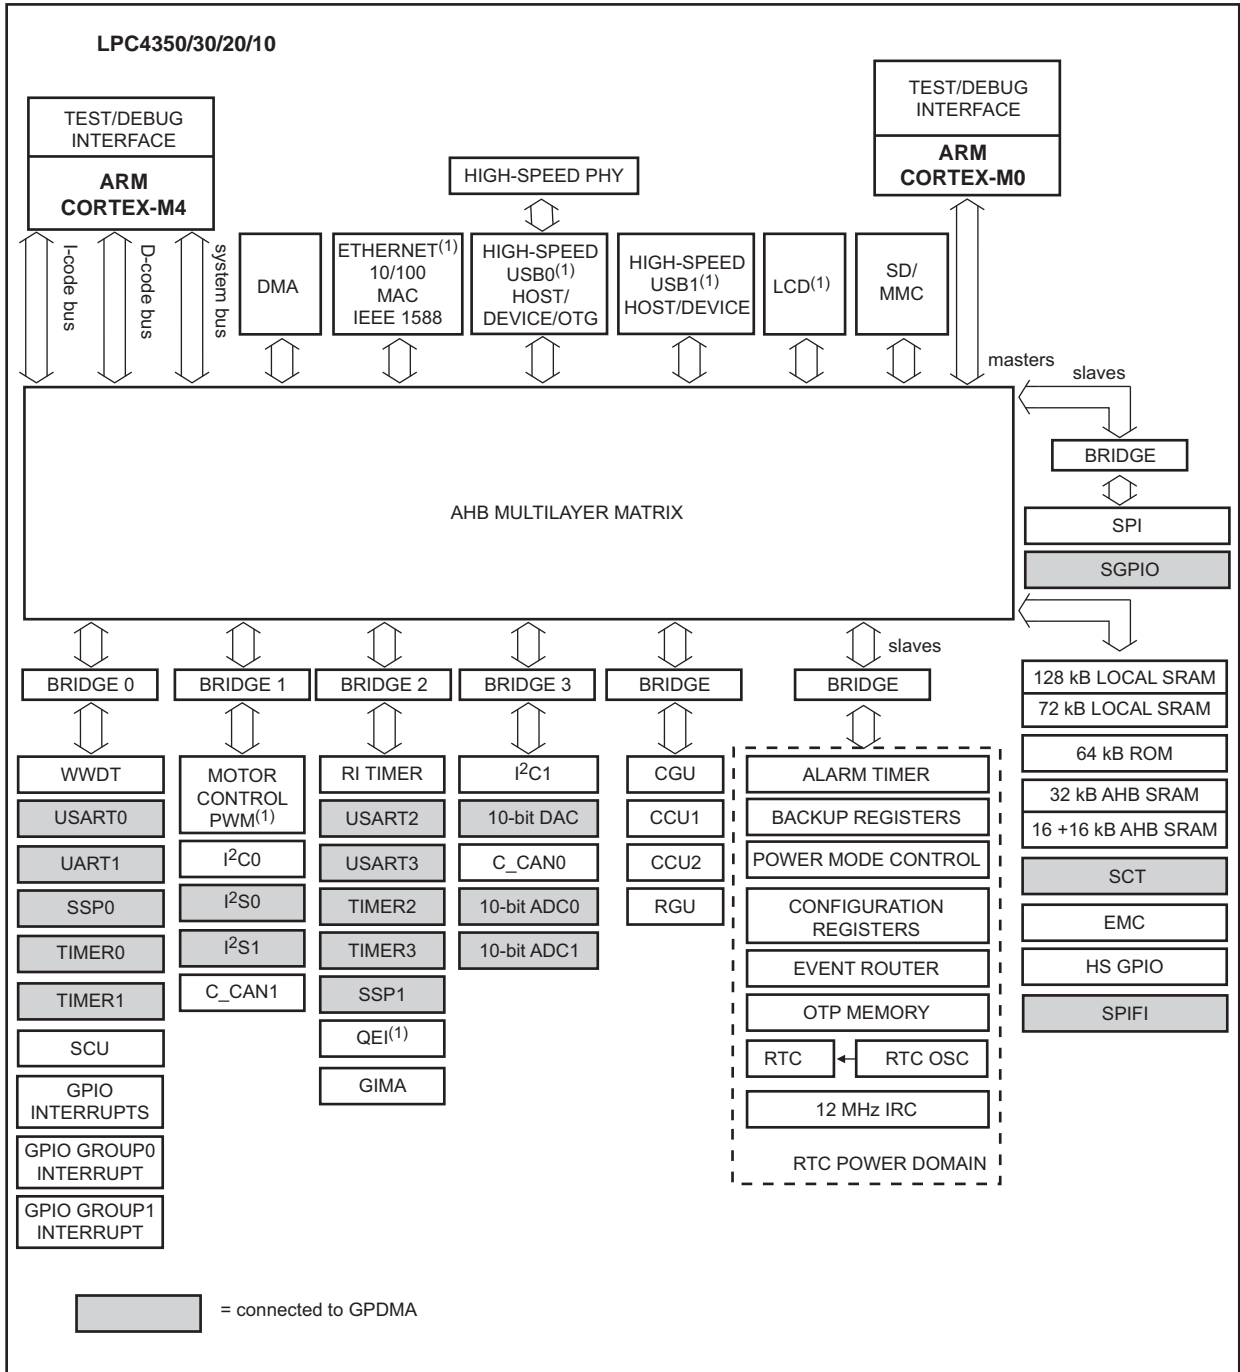 LPC4350/30/20/10
TEST/DEBUG
INTERFACE
ARM
CORTEX-M4
TEST/DEBUG
INTERFACE
ARM
CORTEX-M0
HIGH-SPEED PHY
I-code bus
D-code bus
system bus
DMA
ETHERNET(1)
10/100
MAC
IEEE 1588
HIGH-SPEED
USB0(1)
HOST/
DEVICE/OTG
HIGH-SPEED
USB1(1)
HOST/DEVICE
LCD(1)
SD/
MMC
masters
slaves
BRIDGE
SPI
SGPIO
AHB MULTILAYER MATRIX
slaves
BRIDGE 0
BRIDGE 1
BRIDGE 2
BRIDGE 3
BRIDGE
BRIDGE
WWDT
USART0
UART1
SSP0
TIMER0
TIMER1
SCU
GPIO
INTERRUPTS
GPIO GROUP0
INTERRUPT
GPIO GROUP1
INTERRUPT
MOTOR
CONTROL
PWM(1)
I2C0
I2S0
I2S1
C_CAN1
RI TIMER
USART2
USART3
TIMER2
TIMER3
SSP1
QEI(1)
GIMA
I2C1
10-bit DAC
C_CAN0
10-bit ADC0
10-bit ADC1
CGU
CCU1
CCU2
RGU
ALARM TIMER
BACKUP REGISTERS
POWER MODE CONTROL
CONFIGURATION
REGISTERS
EVENT ROUTER
OTP MEMORY
RTC
RTC OSC
12 MHz IRC
RTC POWER DOMAIN
128 kB LOCAL SRAM
72 kB LOCAL SRAM
64 kB ROM
32 kB AHB SRAM
16 +16 kB AHB SRAM
SCT
EMC
HS GPIO
SPIFI
= connected to GPDMA